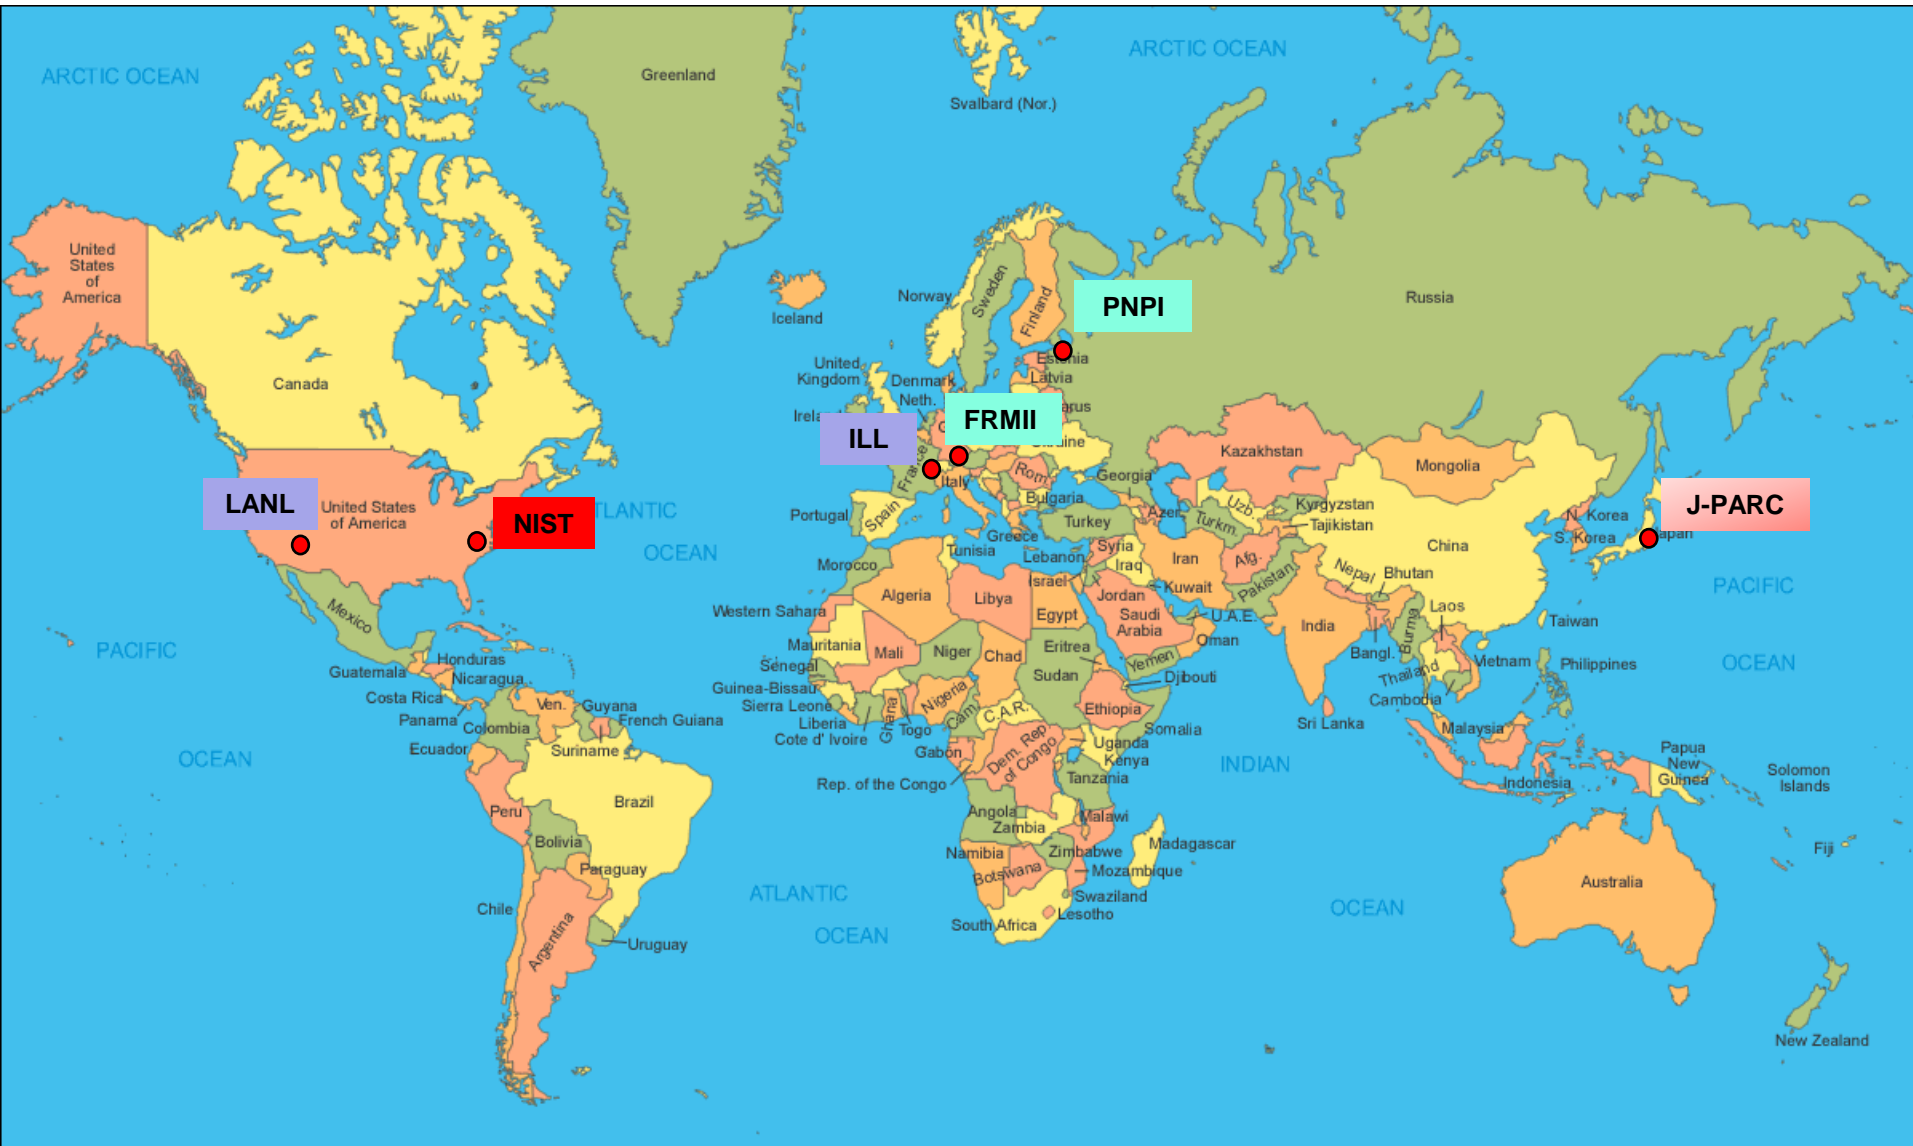 ARCTIC OCEAN
Greenland
ARCTIC OCEAN
Svalbard (Nor.)
United
States
of
America
Canada
Iceland
Norway
Sweden
Finland
Russia
PNPI
Estonia
Latvia
United
Kingdom
Denmark
Neth.
FRMII
ILL
France
Italy
Rom.
Bulgaria
Georgia
Kazakhstan
Mongolia
LANL
United States
of America
NIST
OCEAN
Portugal
Spain
Greece
Turkey
Azer.
Turkm.
Uzb.
Kyrgyzstan
Tajikistan
China
N. Korea
S. Korea
J-PARC
Tunisia
Lebanon
Syria
Iraq
Iran
Afg.
Pakistan
Nepal
Bhutan
Mexico
Morocco
Algeria
Libya
Israel
Egypt
Jordan
Kuwait
Saudi
Arabia
U.A.E.
Oman
India
Bangl.
Burma
Laos
Taiwan
PACIFIC
OCEAN
PACIFIC
OCEAN
Western Sahara
Mauritania
Mali
Niger
Chad
Eritrea
Sudan
Yemen
Djibouti
Thailand
Vietnam
Cambodia
Philippines
Guatemala
Honduras
Nicaragua
Costa Rica
Panama
Senegal
Guinea-Bissau
Sierra Leone
Liberia
Cote d' Ivoire
Ghana
Togo
Nigeria
Cam.
C.A.R.
Ethiopia
Somalia
Sri Lanka
Malaysia
Colombia
Ven.
Guyana
French Guiana
Suriname
Ecuador
Gabon
Rep. of the Congo
Dem. Rep.
of Congo
Uganda
Kenya
Tanzania
INDIAN
OCEAN
Indonesia
Papua
New
Guinea
Solomon
Islands
Peru
Brazil
Bolivia
Paraguay
Chile
Argentina
Uruguay
ATLANTIC
OCEAN
Angola
Zambia
Malawi
Namibia
Botswana
Zimbabwe
Mozambique
Madagascar
Swaziland
Lesotho
South Africa
Australia
Fiji
New Zealand